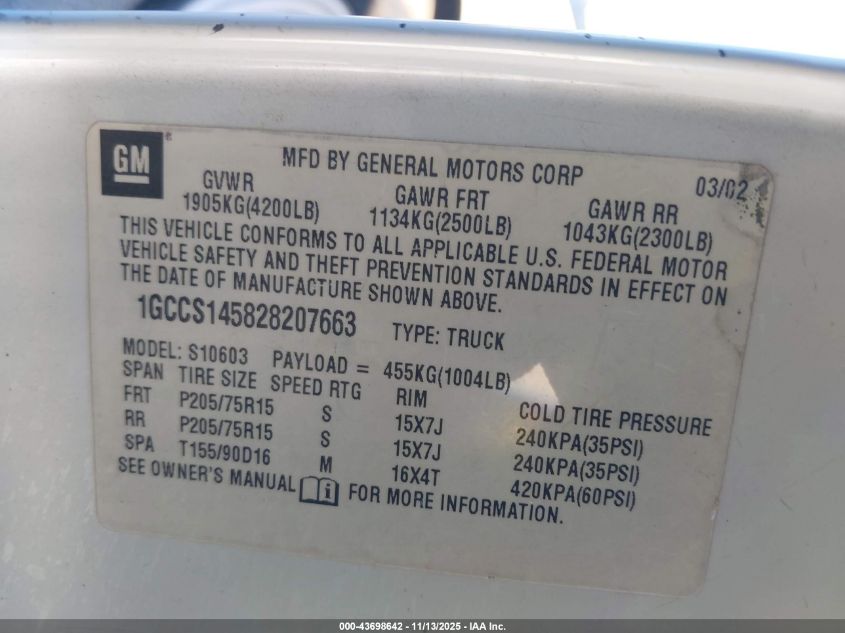 GM
MFD BY GENERAL MOTORS CORP 03/02
GVWR GAWR FRT GAWR RR
1905KG(4200LB) 1134KG(2500LB) 1043KG(2300LB)
THIS VEHICLE CONFORMS TO ALL APPLICABLE U.S. FEDERAL MOTOR
VEHICLE SAFETY AND THEFT PREVENTION STANDARDS IN EFFECT ON
THE DATE OF MANUFACTURE SHOWN ABOVE.
1GCCS145828207663 TYPE: TRUCK
MODEL: S10603 PAYLOAD = 455KG(1004LB)
SPAN TIRE SIZE SPEED RTG RIM COLD TIRE PRESSURE
FRT P205/75R15 S 15X7J 240KPA(35PSI)
RR P205/75R15 S 15X7J 240KPA(35PSI)
SPA T155/90D16 M 16X4T 420KPA(60PSI)
SEE OWNER'S MANUAL FOR MORE INFORMATION.
000-43698642 - 11/13/2025 - IAA Inc.